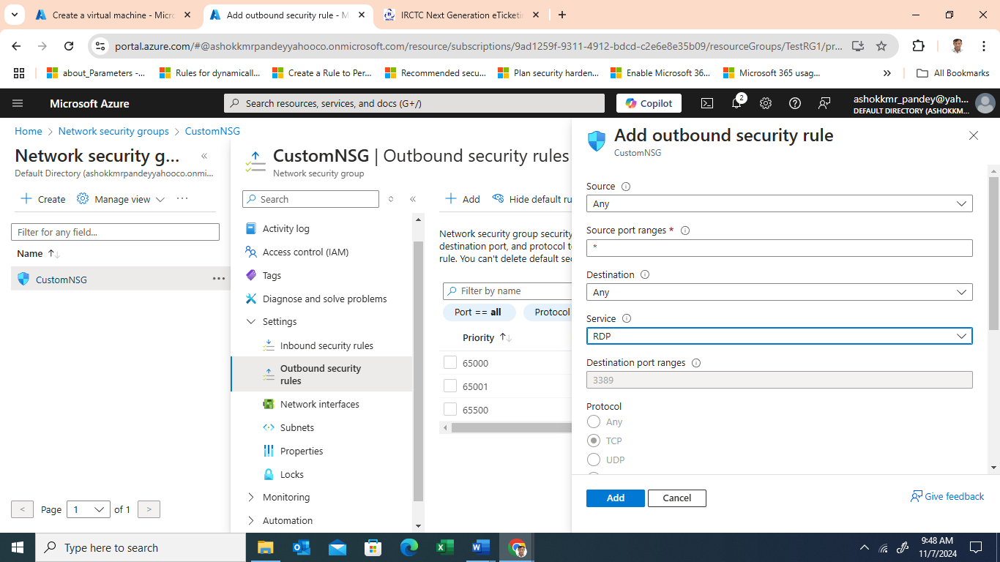 Create a virtual machine - Micro
Add outbound security rule - M
IRCTC Next Generation eTicketi
portal.azure.com/#@ashokkmrpandeyyahooco.onmicrosoft.com/resource/subscriptions/9ad1259f-9311-4912-bdcd-c2e6e8e35b09/resourceGroups/TestRG1/pr...
about_Parameters -...
Rules for dynamicall...
Create a Rule to Per...
Recommended secu...
Plan security harden...
Enable Microsoft 36...
Microsoft 365 usag...
All Bookmarks
Microsoft Azure
Search resources, services, and docs (G+/)
Copilot
2
ashokkmr_pandey@yah...
DEFAULT DIRECTORY (ASHOKKM...
Home > Network security groups > CustomNSG
Network security g...
Default Directory (ashokkmrpandeyyahooco.onmi...
Create
Manage view
Filter for any field...
Name
CustomNSG
Page 1 of 1
CustomNSG | Outbound security rules
Network security group
Search
Activity log
Access control (IAM)
Tags
Diagnose and solve problems
Settings
Inbound security rules
Outbound security
rules
Network interfaces
Subnets
Properties
Locks
Monitoring
Automation
Add
Hide default ru
Network security group security
destination port, and protocol t
rule. You can't delete default sec
Filter by name
Port == all
Protocol
Priority
65000
65001
65500
Add outbound security rule
CustomNSG
Source
Any
Source port ranges *
*
Destination
Any
Service
RDP
Destination port ranges
3389
Protocol
Any
TCP
UDP
Add
Cancel
Give feedback
Type here to search
9:48 AM
11/7/2024